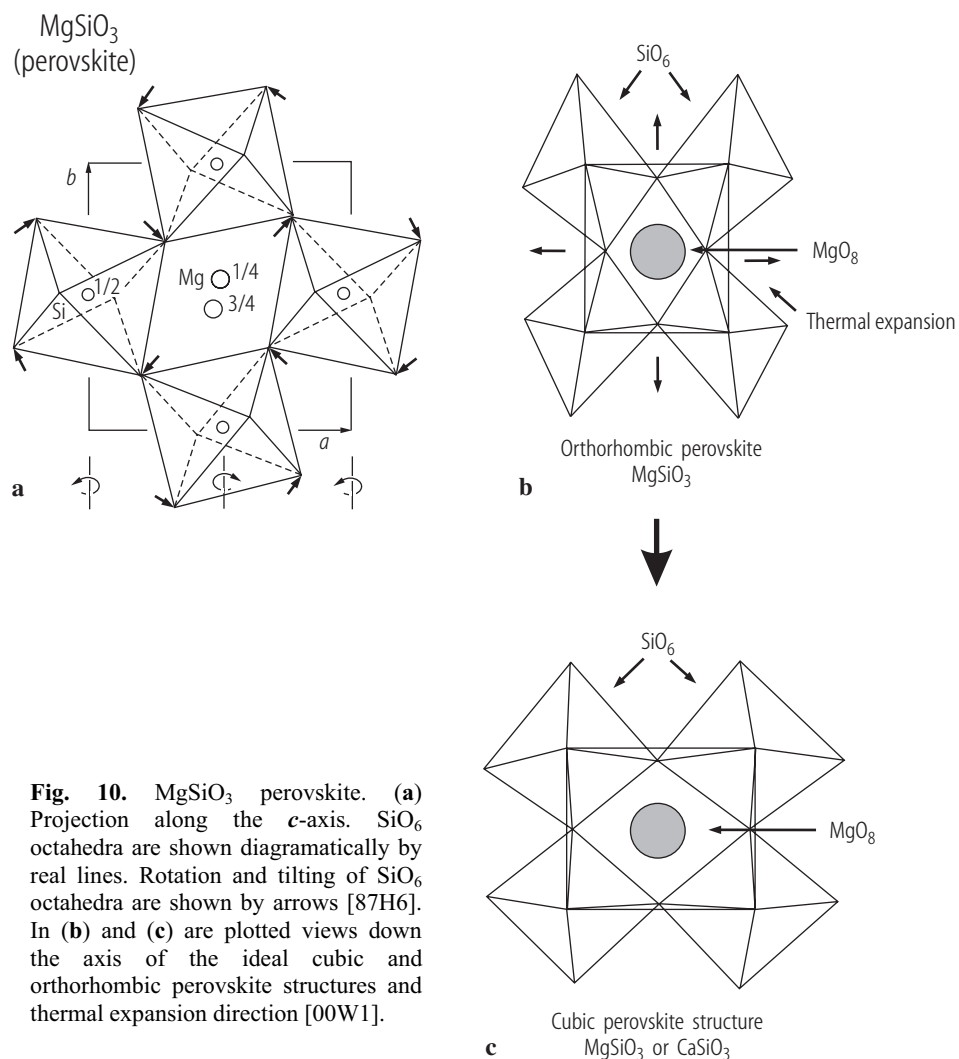 MgSiO₃
(perovskite)
b
Mg 1/4
3/4
1/2
Si
a
a
SiO₆
MgO₈
Thermal expansion
Orthorhombic perovskite
MgSiO₃
b
SiO₆
MgO₈
Cubic perovskite structure
MgSiO₃ or CaSiO₃
c
Fig. 10. MgSiO₃ perovskite. (a)
Projection along the c-axis. SiO₆
octahedra are shown diagramatically by
real lines. Rotation and tilting of SiO₆
octahedra are shown by arrows [87H6].
In (b) and (c) are plotted views down
the axis of the ideal cubic and
orthorhombic perovskite structures and
thermal expansion direction [00W1].